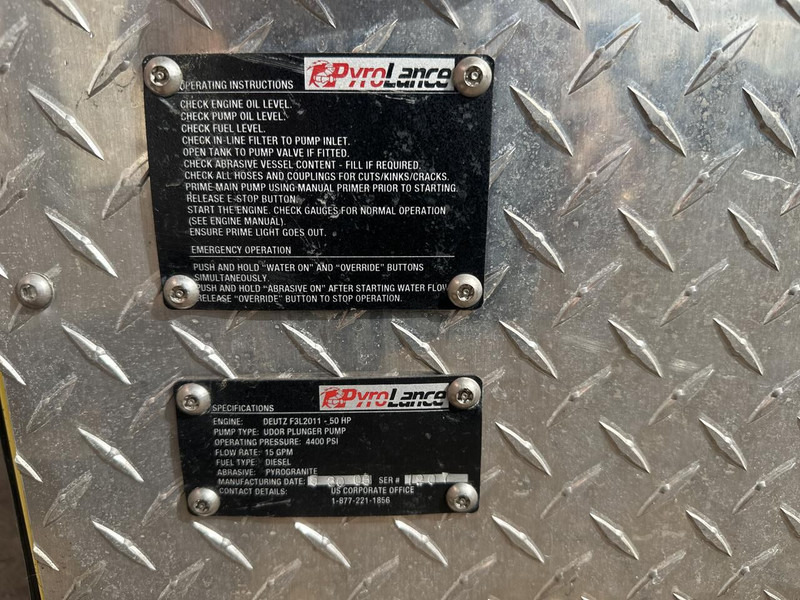 OPERATING INSTRUCTIONS PyroLance
CHECK ENGINE OIL LEVEL.
CHECK PUMP OIL LEVEL.
CHECK FUEL LEVEL.
CHECK IN-LINE FILTER TO PUMP INLET.
OPEN TANK TO PUMP VALVE IF FITTED.
CHECK ABRASIVE VESSEL CONTENT - FILL IF REQUIRED.
CHECK ALL HOSES AND COUPLINGS FOR CUTS/KINKS/CRACKS.
PRIME MAIN PUMP USING MANUAL PRIMER PRIOR TO STARTING.
RELEASE E-STOP BUTTON.
START THE ENGINE. CHECK GAUGES FOR NORMAL OPERATION
(SEE ENGINE MANUAL).
ENSURE PRIME LIGHT GOES OUT.
EMERGENCY OPERATION
PUSH AND HOLD "WATER ON" AND "OVERRIDE" BUTTONS
SIMULTANEOUSLY.
PUSH AND HOLD "ABRASIVE ON" AFTER STARTING WATER FLOW
RELEASE "OVERRIDE" BUTTON TO STOP OPERATION.
SPECIFICATIONS PyroLance
ENGINE: DEUTZ F3L2011 - 50 HP
PUMP TYPE: UDOR PLUNGER PUMP
OPERATING PRESSURE: 4400 PSI
FLOW RATE: 15 GPM
FUEL TYPE: DIESEL
ABRASIVE: PYROGRANITE
MANUFACTURING DATE: SER #
CONTACT DETAILS: US CORPORATE OFFICE
1-877-221-1856